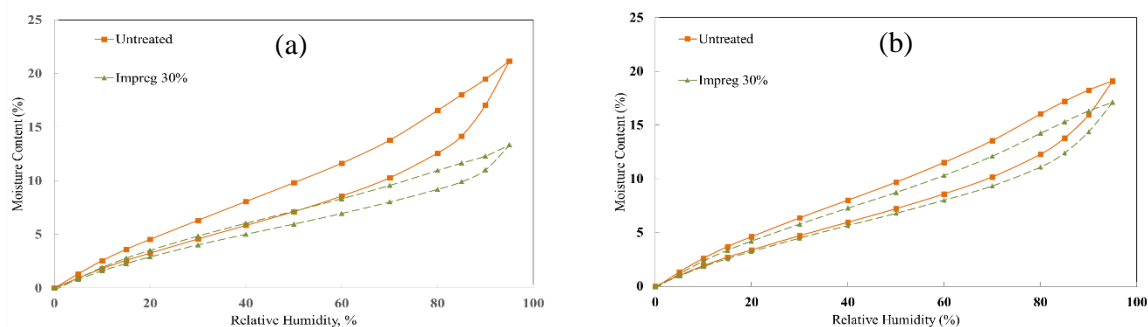 25
20
15
10
5
0
Moisture Content (%)
(a)
Untreated
Impreg 30%
0 20 40 60 80 100
Relative Humidity, %
25
20
15
10
5
0
Moisture Content (%)
(b)
Untreated
Impreg 30%
0 20 40 60 80 100
Relative Humidity (%)